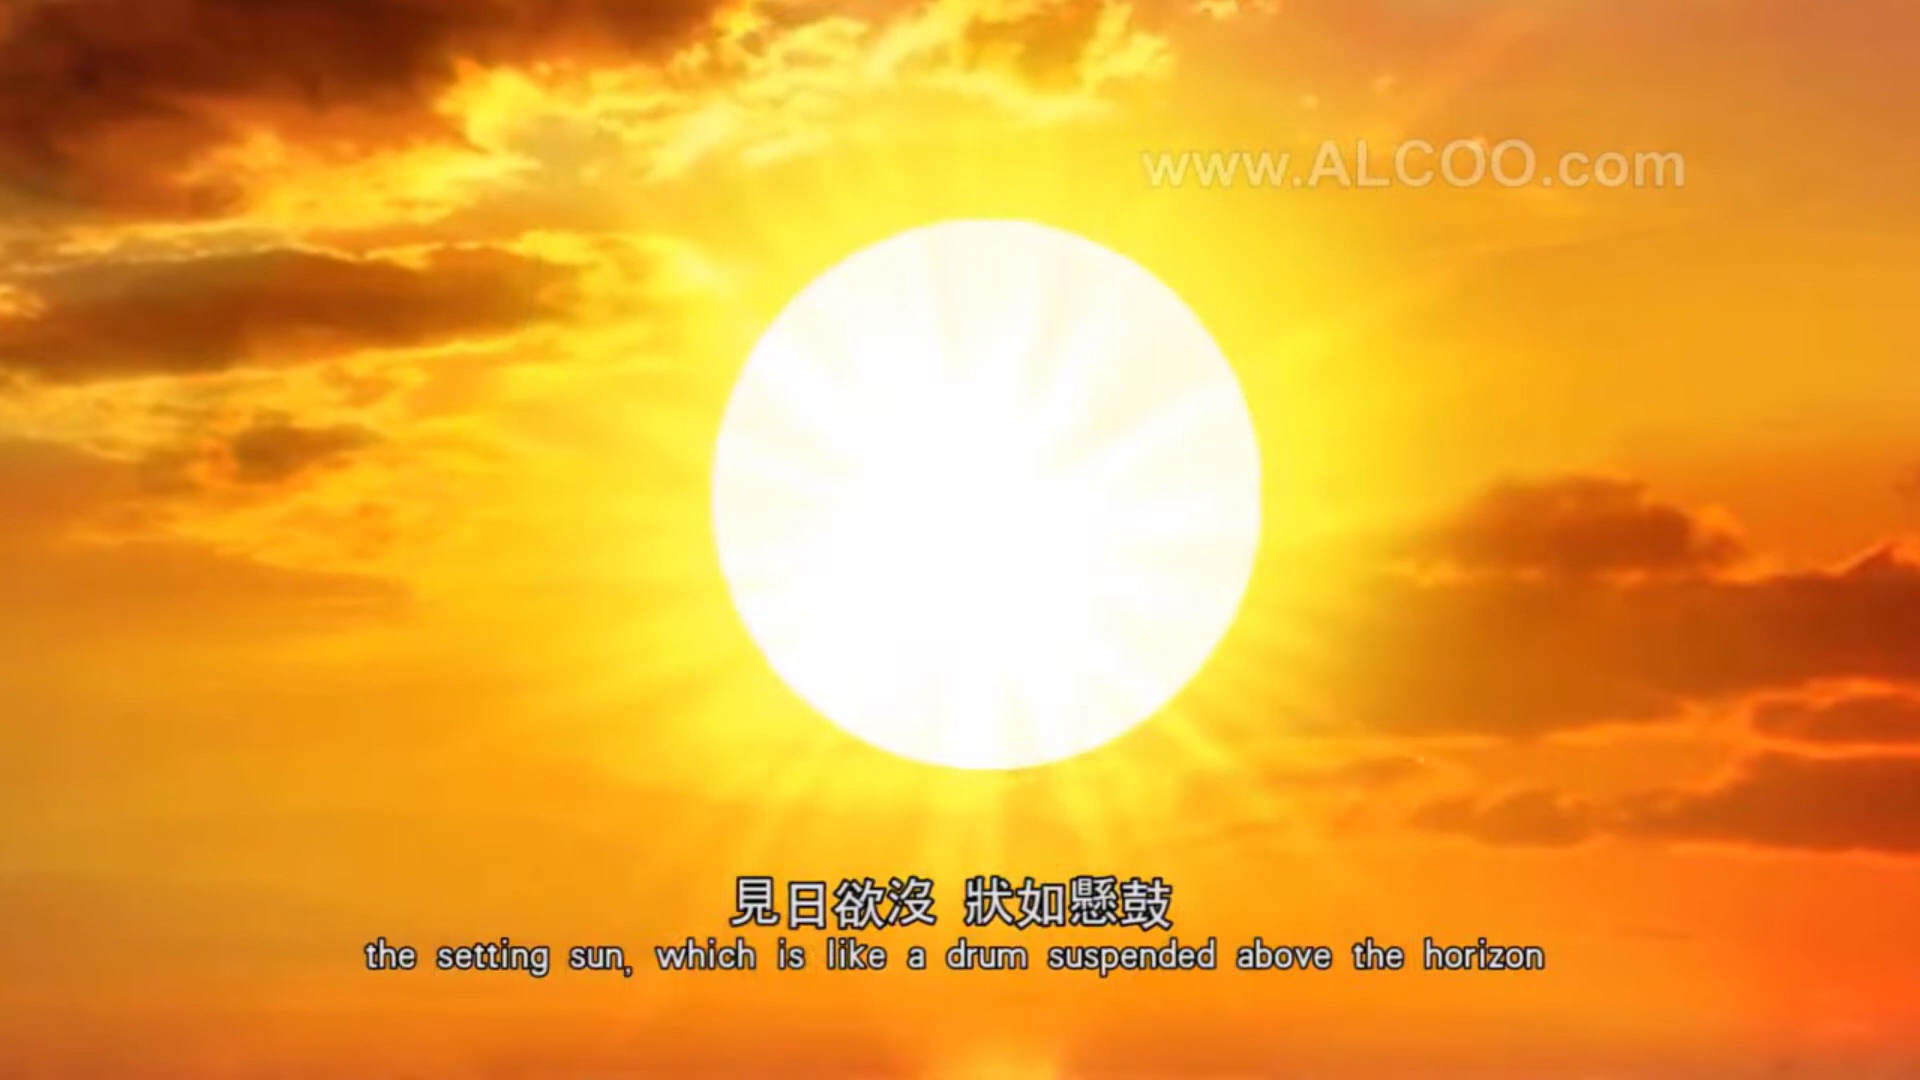 www.ALCOO.com
見日欲沒 狀如懸鼓
the setting sun, which is like a drum suspended above the horizon